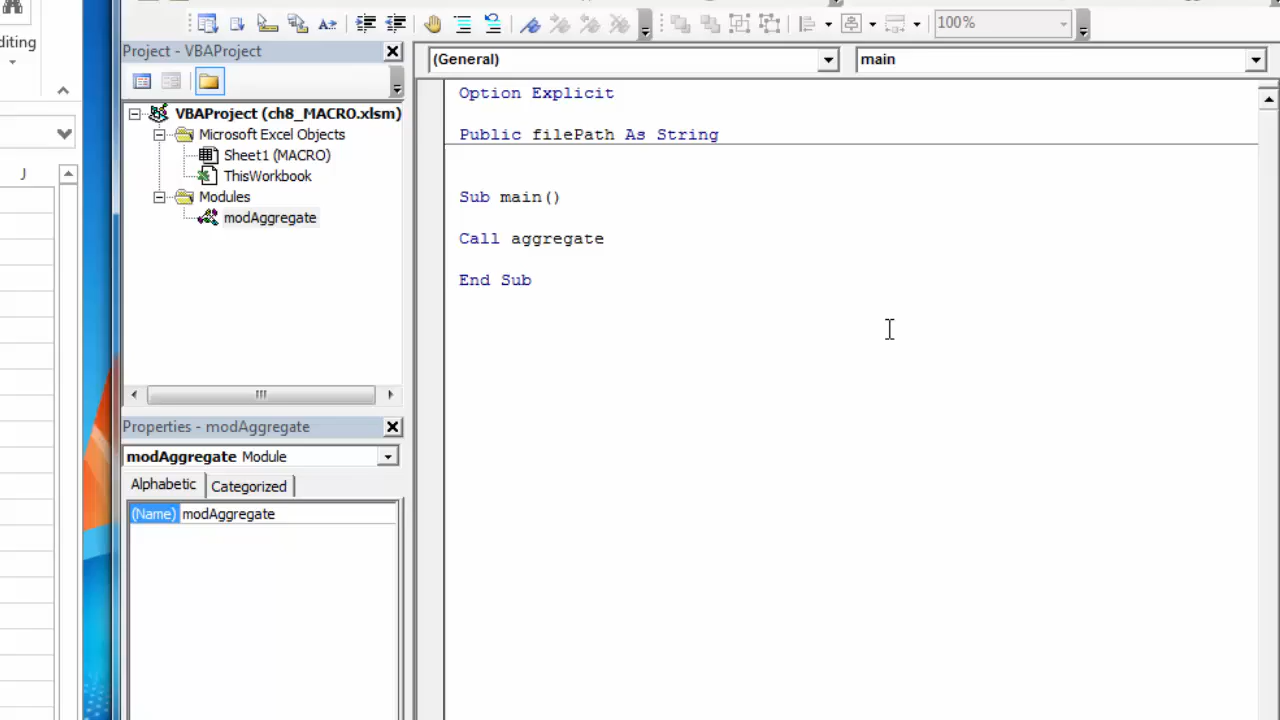 100%
diting
Project - VBAProject
(General)
main
VBAProject (ch8_MACRO.xlsm)
Microsoft Excel Objects
Sheet1 (MACRO)
ThisWorkbook
Modules
modAggregate
J
Option Explicit
Public filePath As String
Sub main()
Call aggregate
End Sub
Properties - modAggregate
modAggregate Module
Alphabetic
Categorized
(Name) modAggregate